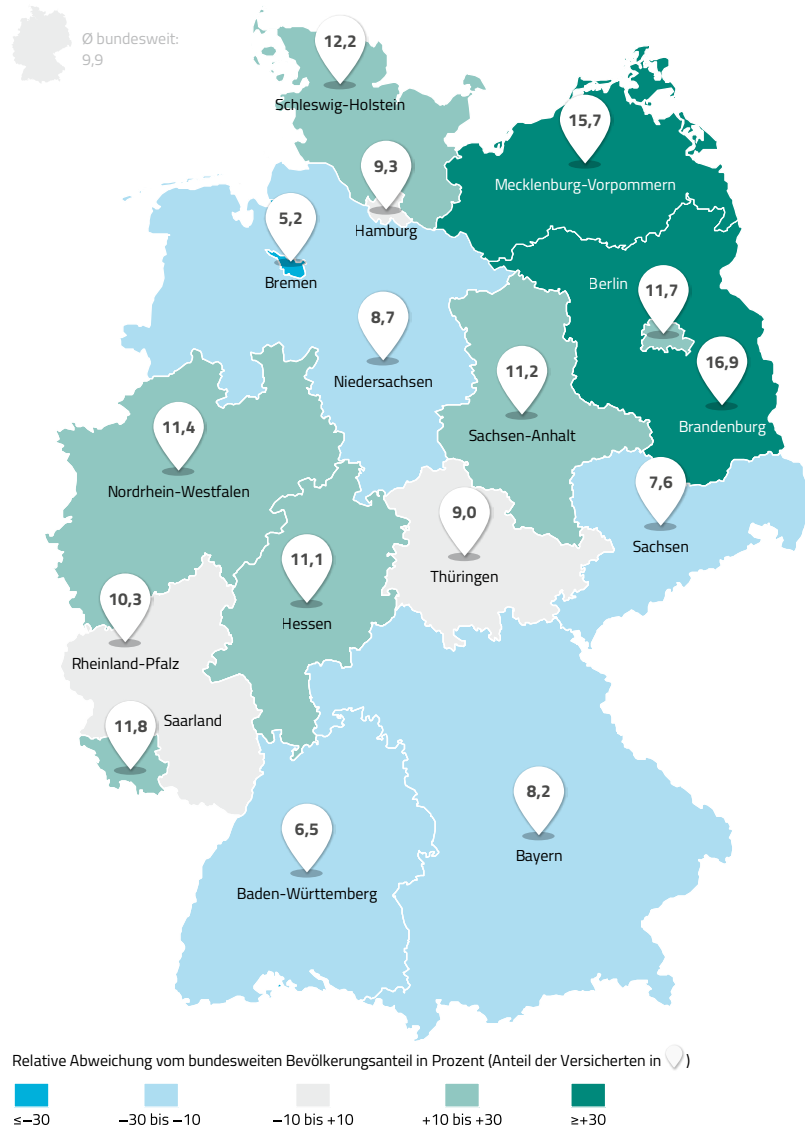 Ø bundesweit:
9,9
12,2
Schleswig-Holstein
15,7
Mecklenburg-Vorpommern
9,3
Hamburg
5,2
Bremen
8,7
Niedersachsen
Berlin
11,7
16,9
Brandenburg
11,2
Sachsen-Anhalt
11,4
Nordrhein-Westfalen
7,6
Sachsen
9,0
Thüringen
11,1
Hessen
10,3
Rheinland-Pfalz
Saarland
11,8
8,2
Bayern
6,5
Baden-Württemberg
Relative Abweichung vom bundesweiten Bevölkerungsanteil in Prozent (Anteil der Versicherten in )
≤−30
−30 bis −10
−10 bis +10
+10 bis +30
≥+30